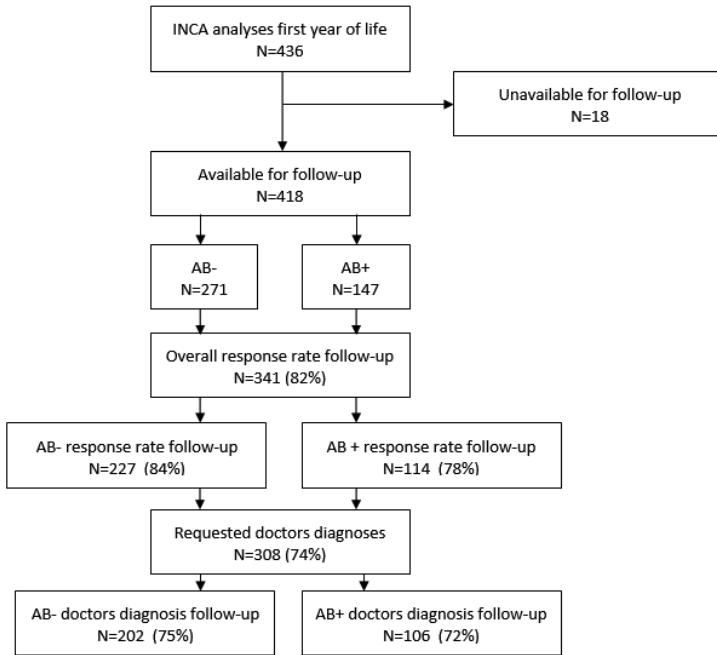 INCA analyses first year of life
N=436
Unavailable for follow-up
N=18
Available for follow-up
N=418
AB-
N=271
AB+
N=147
Overall response rate follow-up
N=341 (82%)
AB- response rate follow-up
N=227 (84%)
AB + response rate follow-up
N=114 (78%)
Requested doctors diagnoses
N=308 (74%)
AB- doctors diagnosis follow-up
N=202 (75%)
AB+ doctors diagnosis follow-up
N=106 (72%)